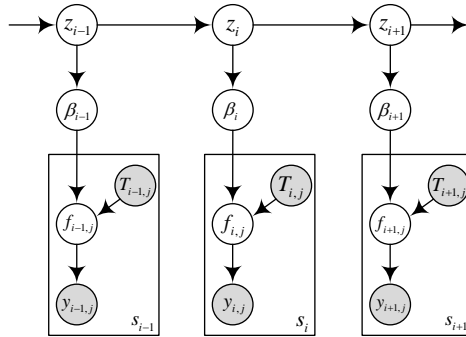 z_{i-1} z_i z_{i+1}
β_{i-1} β_i β_{i+1}
T_{i-1,j} T_{i,j} T_{i+1,j}
f_{i-1,j} f_{i,j} f_{i+1,j}
y_{i-1,j} y_{i,j} y_{i+1,j}
s_{i-1} s_i s_{i+1}